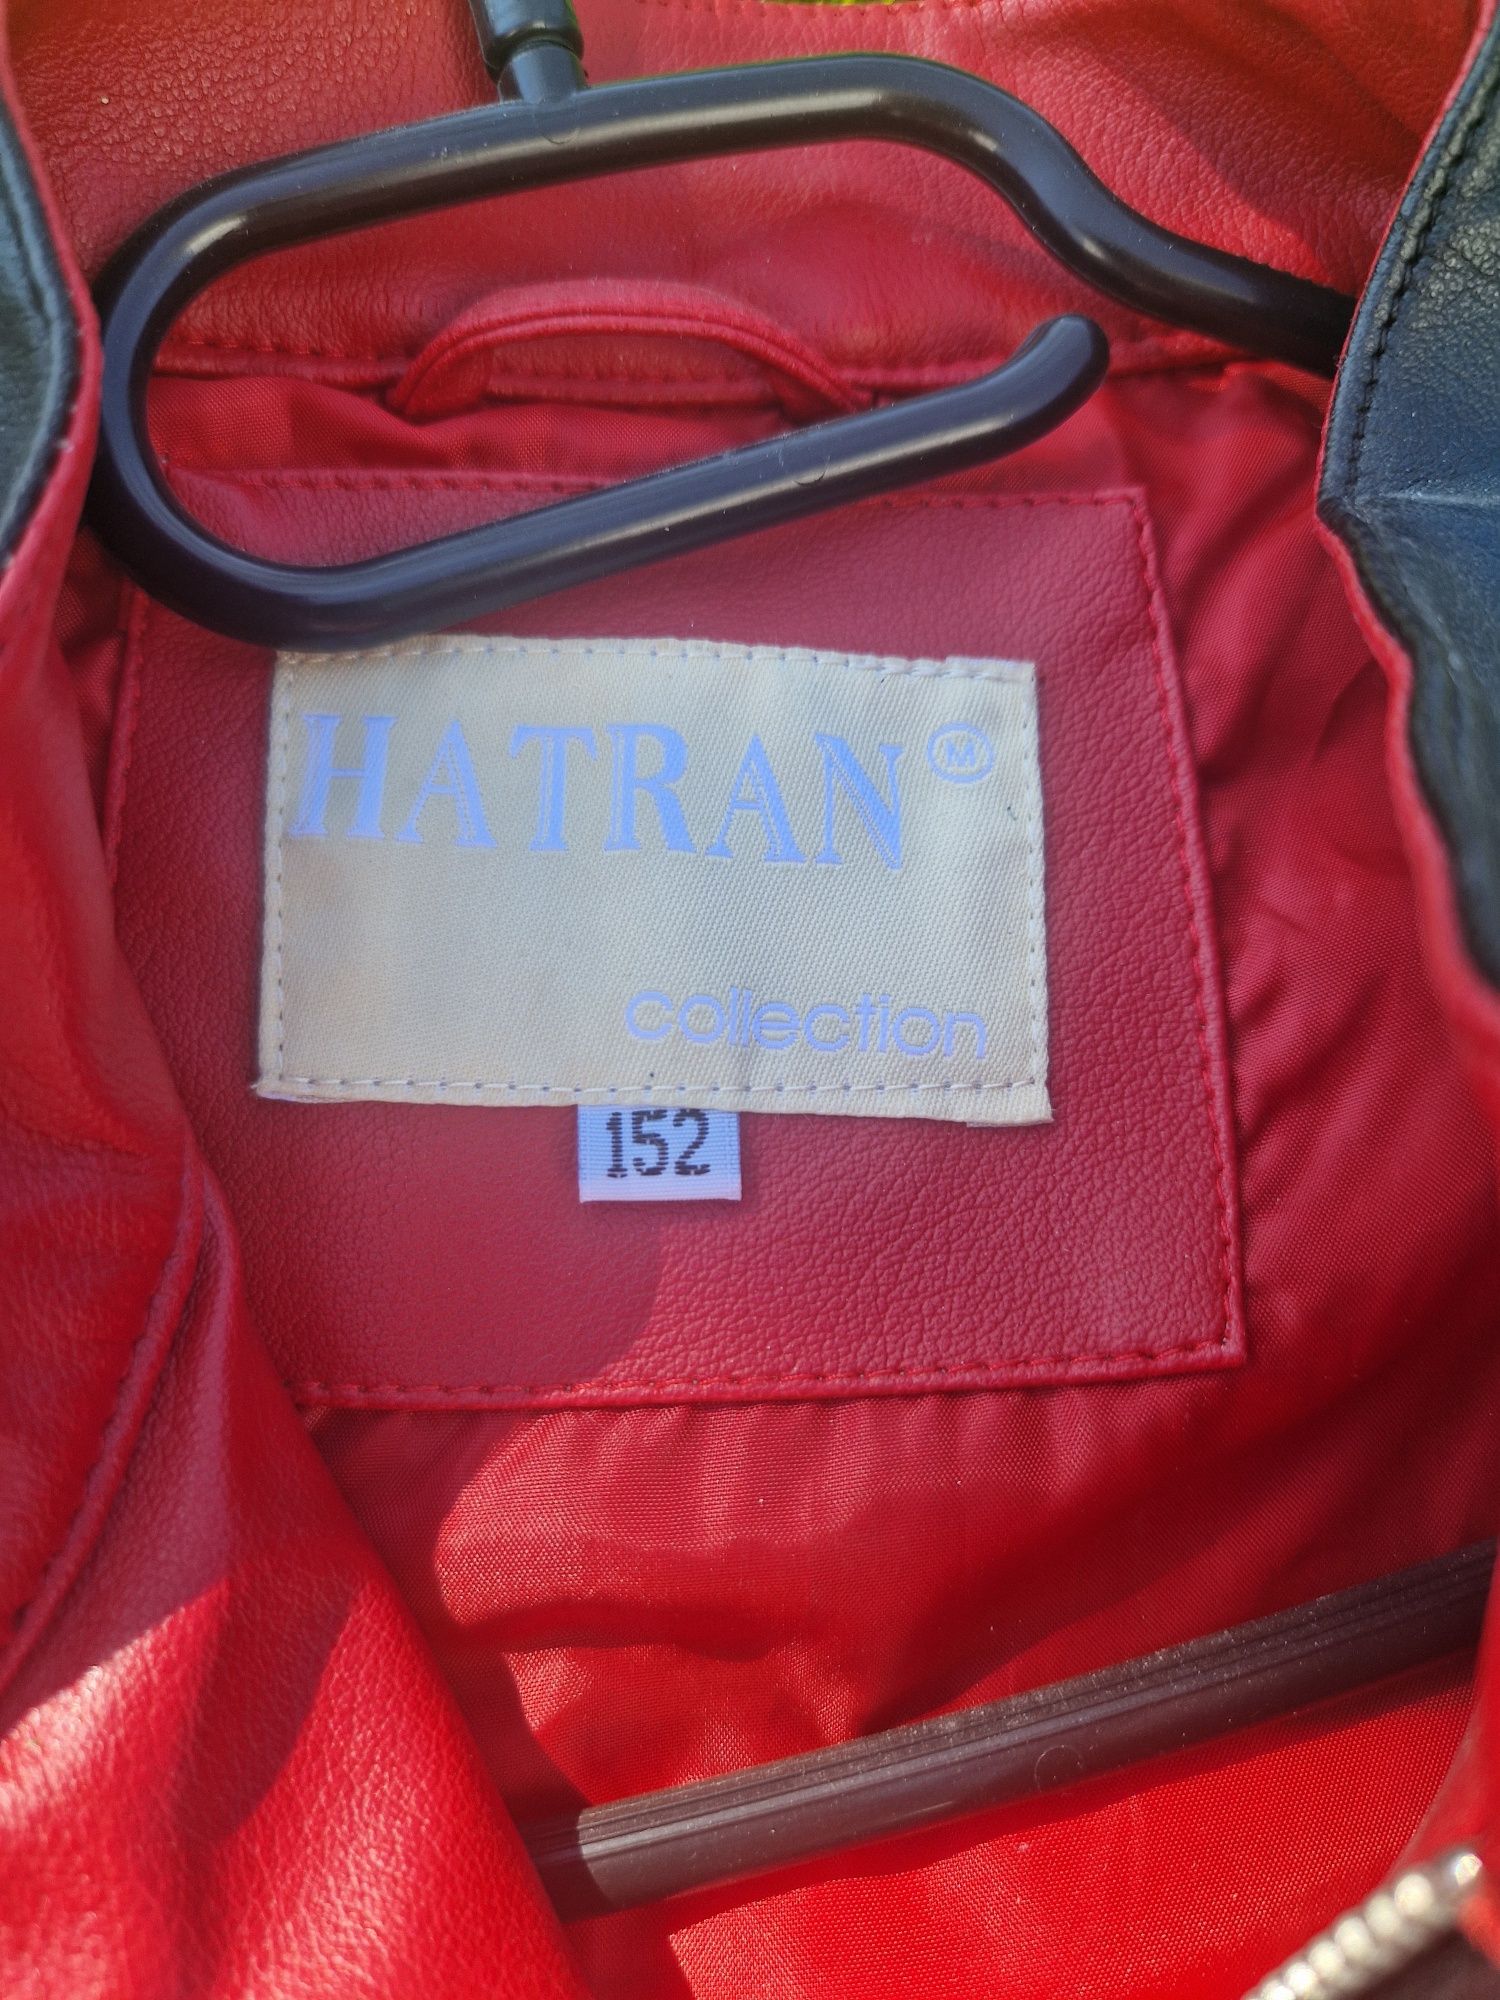 HATRAN Ⓜ
collection
152